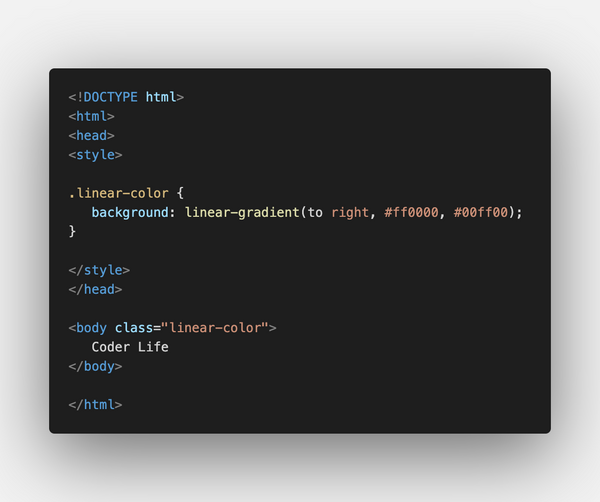 <!DOCTYPE html>
<html>
<head>
<style>

.linear-color {
   background: linear-gradient(to right, #ff0000, #00ff00);
}

</style>
</head>

<body class="linear-color">
   Coder Life
</body>

</html>